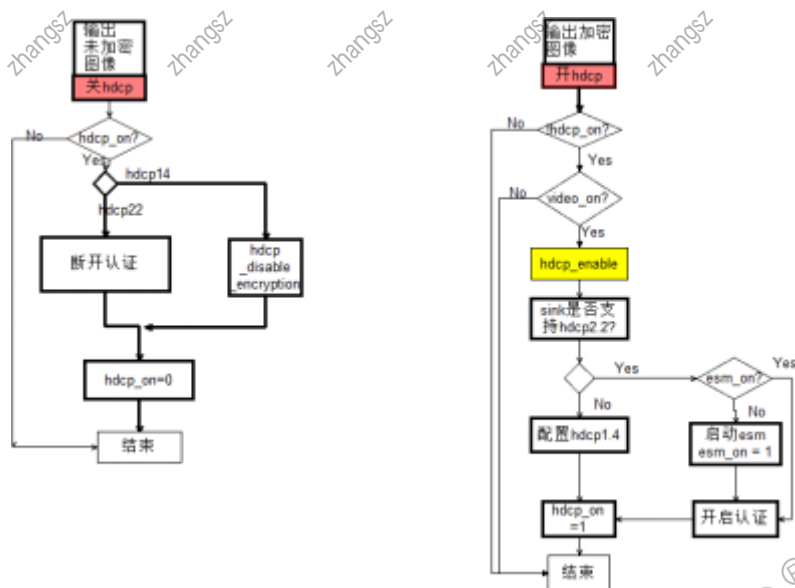 zhangsz
zhangsz
zhangsz
zhangsz
zhangsz
输出
未加密
图像
关hdcp
hdcp_on?
No
Yes
hdcp14
hdcp22
断开认证
hdcp
_disable
_encryption
hdcp_on=0
结束
输出加密
图像
开hdcp
!hdcp_on?
No
Yes
video_on?
No
Yes
hdcp_enable
sink是否支
持hdcp2.2?
Yes
esm_on?
Yes
No
No
配置hdcp1.4
启动esm
esm_on = 1
hdcp_on
=1
开启认证
结束